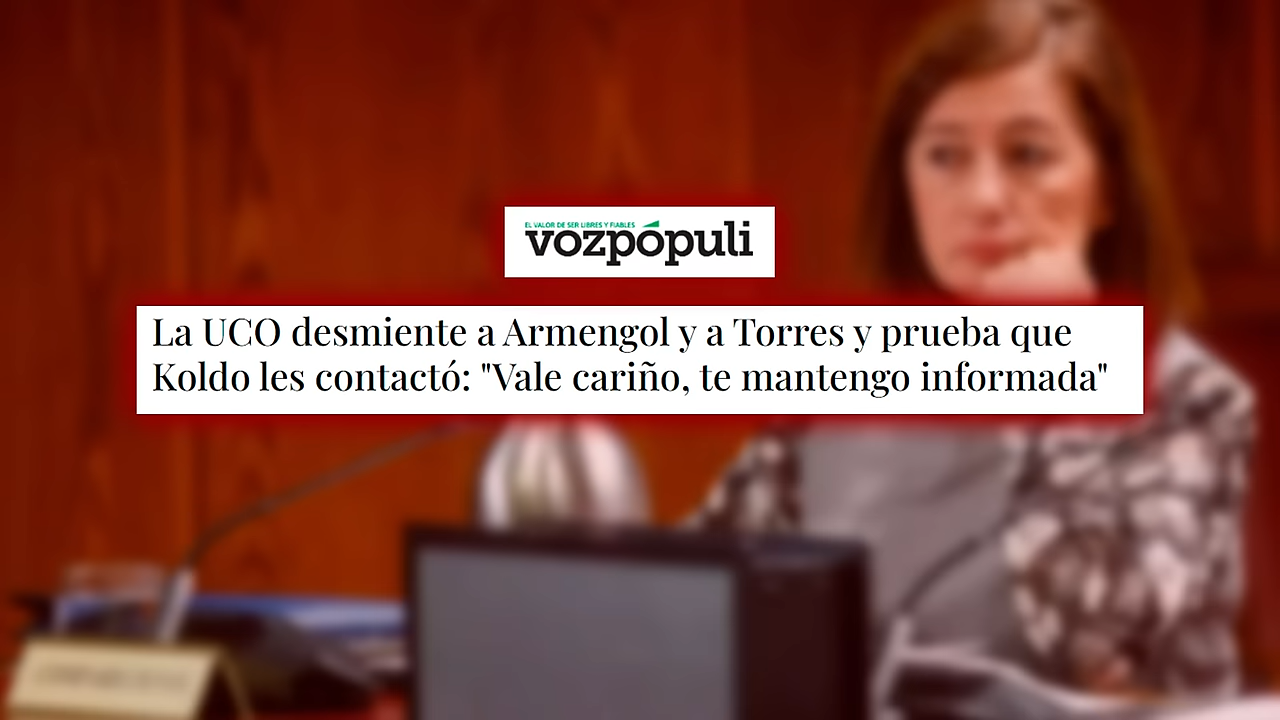 EL VALOR DE SER LIBRES Y FIABLES
vozpópuli
La UCO desmiente a Armengol y a Torres y prueba que
Koldo les contactó: "Vale cariño, te mantengo informada"